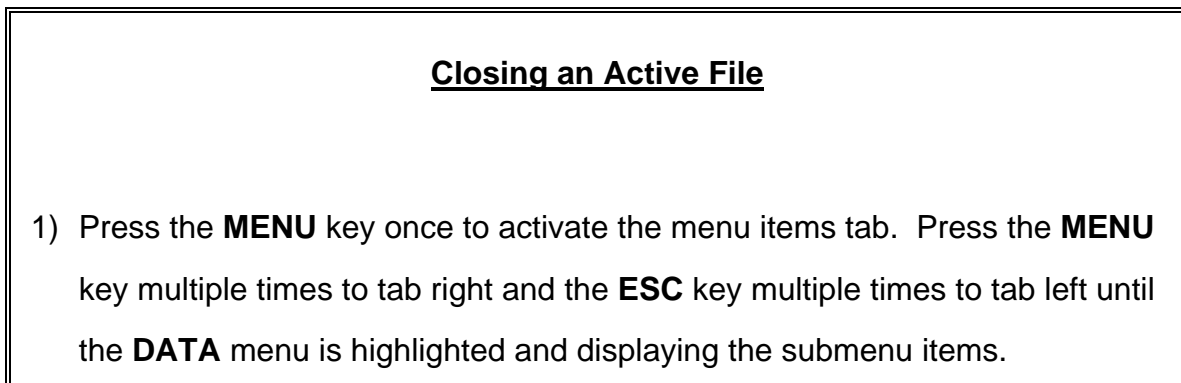 Closing an Active File
1) Press the MENU key once to activate the menu items tab. Press the MENU
key multiple times to tab right and the ESC key multiple times to tab left until
the DATA menu is highlighted and displaying the submenu items.